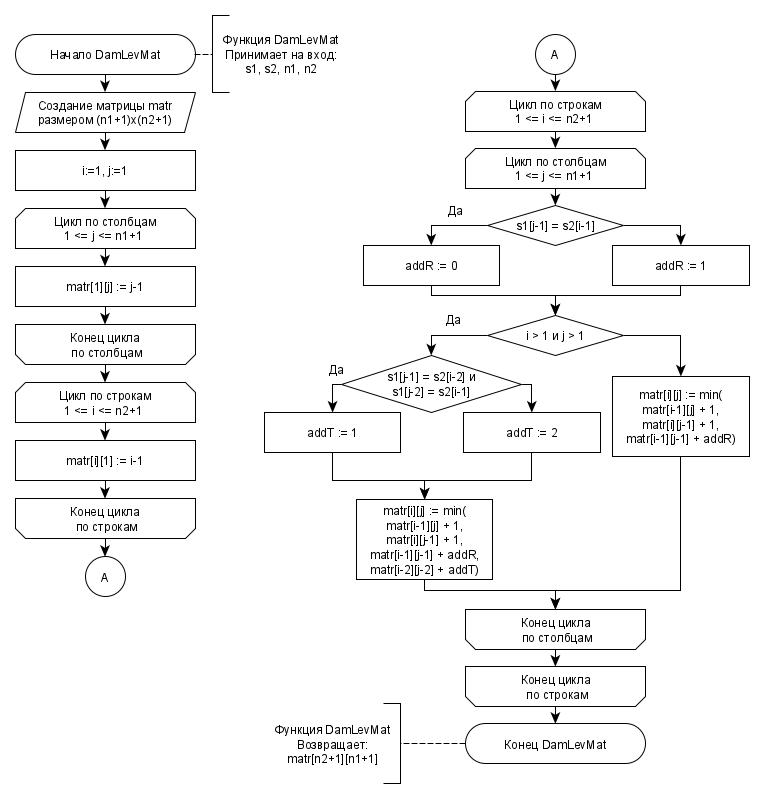 Начало DamLevMat
Функция DamLevMat
Принимает на вход:
s1, s2, n1, n2
Создание матрицы matr
размером (n1+1)x(n2+1)
i:=1, j:=1
Цикл по столбцам
1 <= j <= n1+1
matr[1][j] := j-1
Конец цикла
по столбцам
Цикл по строкам
1 <= i <= n2+1
matr[i][1] := i-1
Конец цикла
по строкам
A
A
Цикл по строкам
1 <= i <= n2+1
Цикл по столбцам
1 <= j <= n1+1
Да
s1[j-1] = s2[i-1]
addR := 0
addR := 1
Да
i > 1 и j > 1
Да
s1[j-1] = s2[i-2] и
s1[j-2] = s2[i-1]
addT := 1
addT := 2
matr[i][j] := min(
matr[i-1][j] + 1,
matr[i][j-1] + 1,
matr[i-1][j-1] + addR)
matr[i][j] := min(
matr[i-1][j] + 1,
matr[i][j-1] + 1,
matr[i-1][j-1] + addR,
matr[i-2][j-2] + addT)
Конец цикла
по столбцам
Конец цикла
по строкам
Функция DamLevMat
Возвращает:
matr[n2+1][n1+1]
Конец DamLevMat